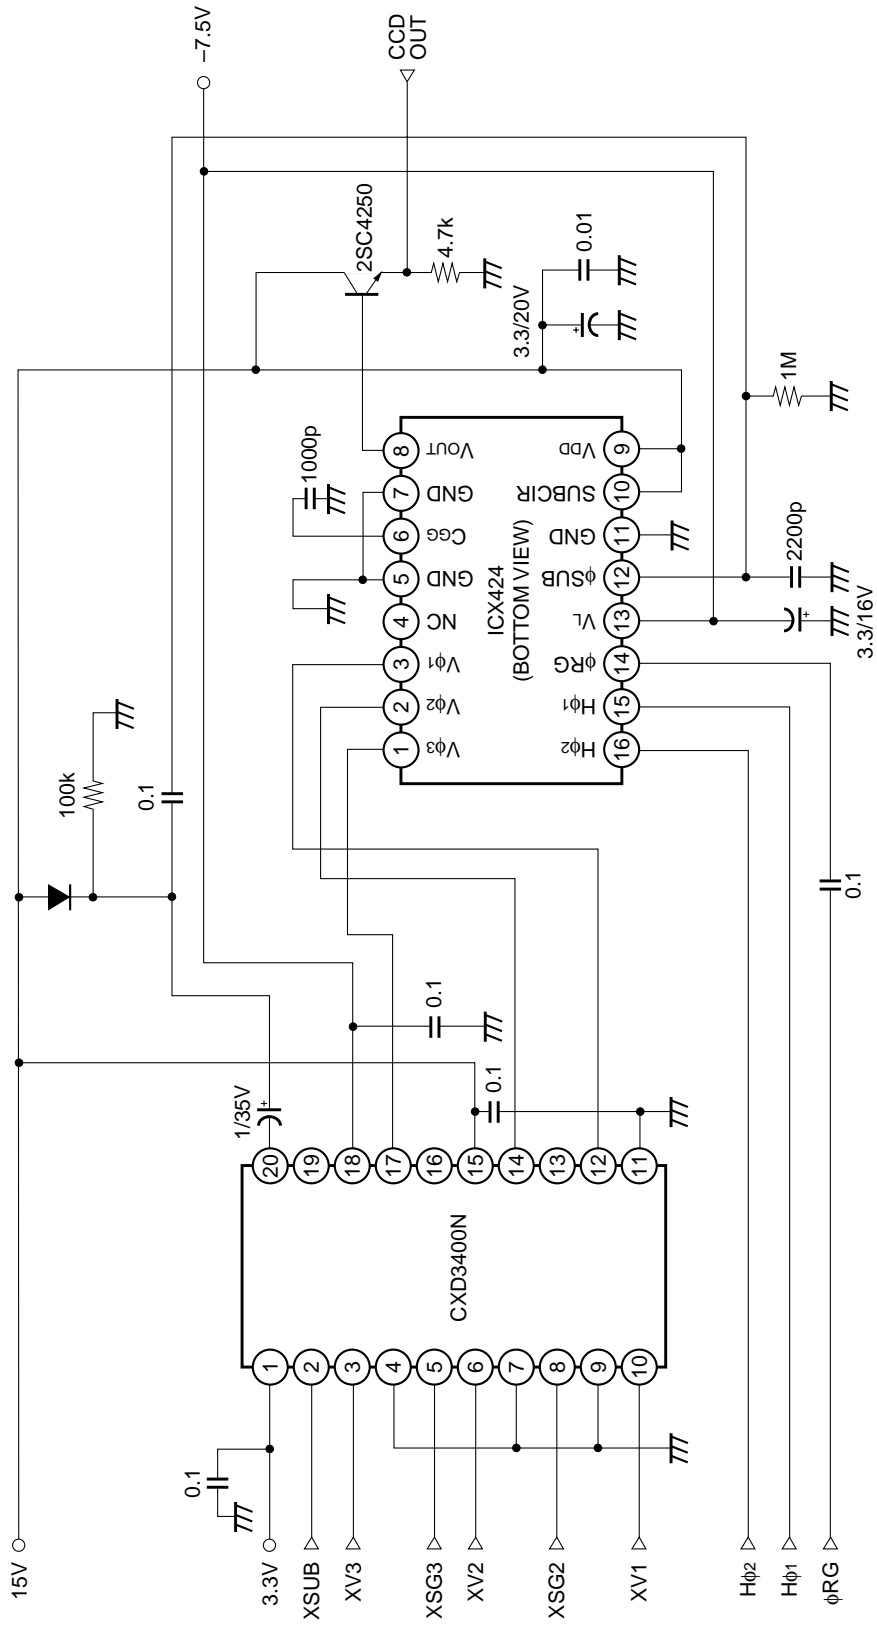 15V
3.3V
XSUB
XV3
XSG3
XV2
XSG2
XV1
Hϕ2
Hϕ1
ϕRG
0.1
1
2
3
4
5
6
7
8
9
10
CXD3400N
20
19
18
17
16
15
14
13
12
11
1/35V
0.1
0.1
100k
0.1
0.1
1
2
3
4
5
6
7
8
Vϕ3
Vϕ2
Vϕ1
NC
GND
CGG
GND
VOUT
ICX424
(BOTTOM VIEW)
Hϕ2
Hϕ1
ϕRG
VL
ϕSUB
GND
SUBCIR
VDD
16
15
14
13
12
11
10
9
1000p
3.3/16V
2200p
1M
3.3/20V
0.01
2SC4250
4.7k
CCD
OUT
–7.5V